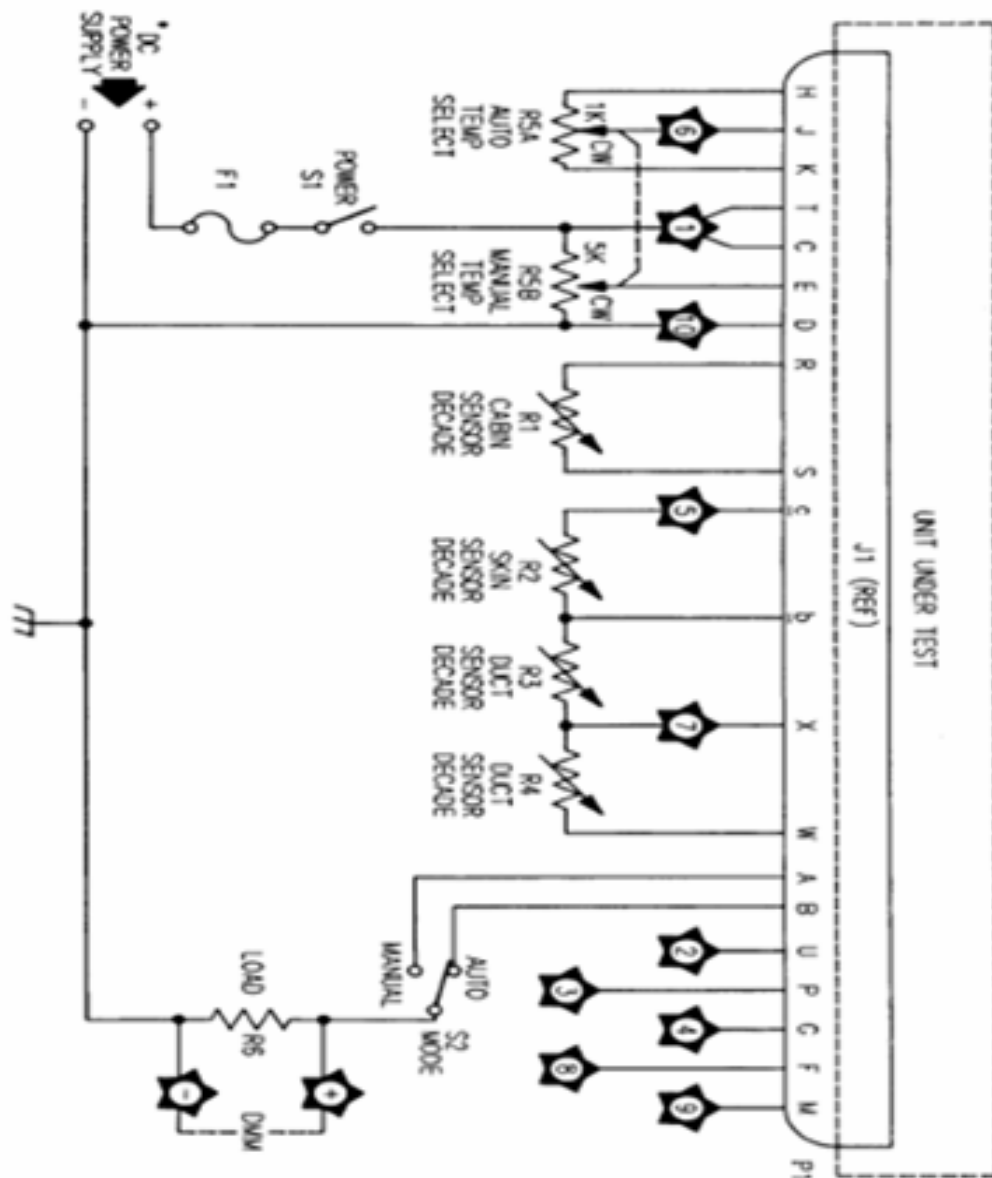 UNIT UNDER TEST
J1 (REF)
P1
H
J
K
T
C
E
D
R
S
c
b
X
W
A
B
U
P
G
F
M
6
1
10
5
7
2
3
4
8
9
* DC
POWER
SUPPLY
+
-
F1
S1
POWER
1K
CW
R5A
AUTO
TEMP
SELECT
5K
CW
R5B
MANUAL
TEMP
SELECT
R1
CABIN
SENSOR
DECADE
R2
SKIN
SENSOR
DECADE
R3
DUCT
SENSOR
DECADE
R4
DUCT
SENSOR
DECADE
AUTO
MANUAL
S2
MODE
LOAD
R6
+
-
DMM